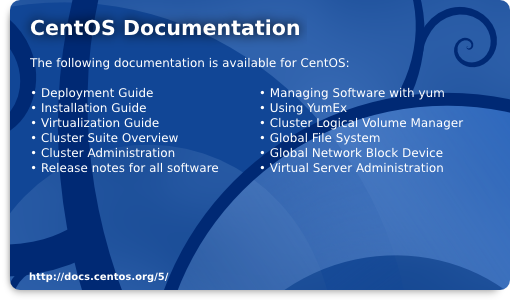 CentOS Documentation
The following documentation is available for CentOS:
• Deployment Guide
• Installation Guide
• Virtualization Guide
• Cluster Suite Overview
• Cluster Administration
• Release notes for all software
• Managing Software with yum
• Using YumEx
• Cluster Logical Volume Manager
• Global File System
• Global Network Block Device
• Virtual Server Administration
http://docs.centos.org/5/